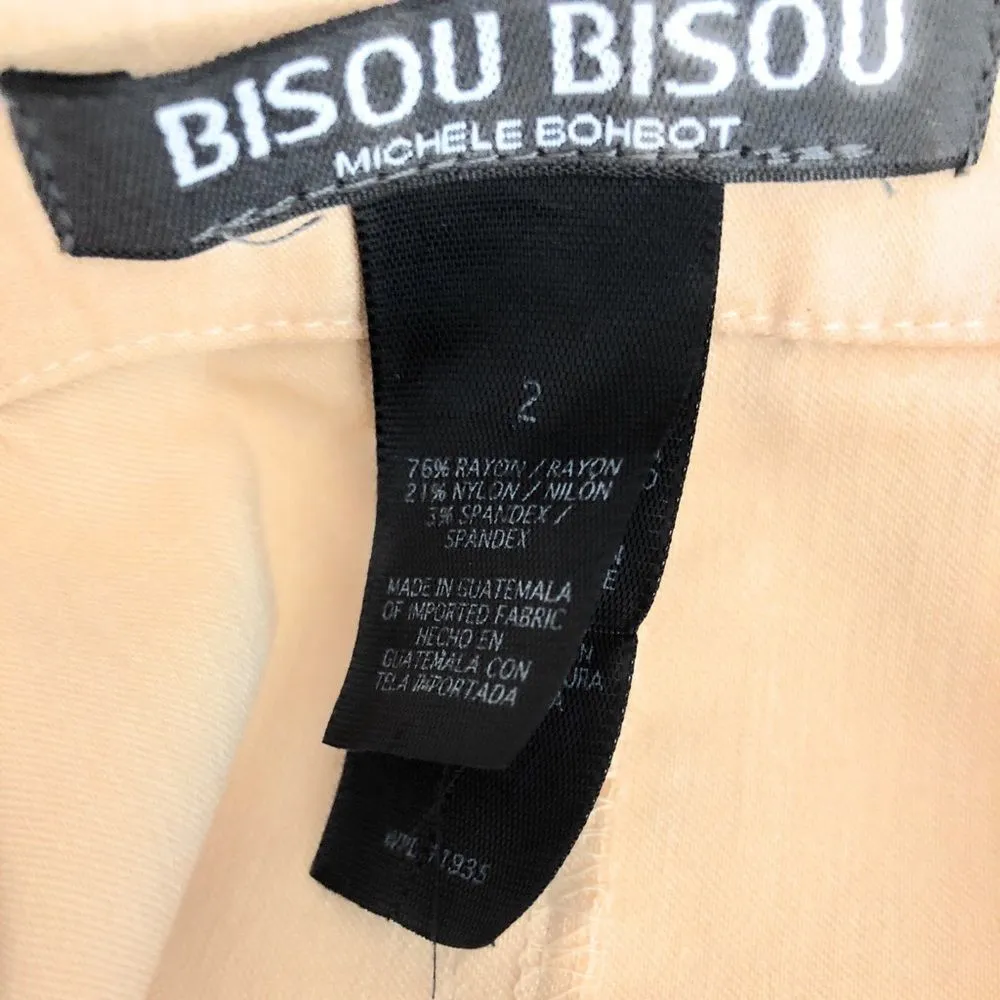 BISOU BISOU
MICHELE BOHBOT
2
76% RAYON / RAYON
21% NYLON / NILÓN
3% SPANDEX /
SPANDEX
MADE IN GUATEMALA
OF IMPORTED FABRIC
HECHO EN
GUATEMALA CON
TELA IMPORTADA